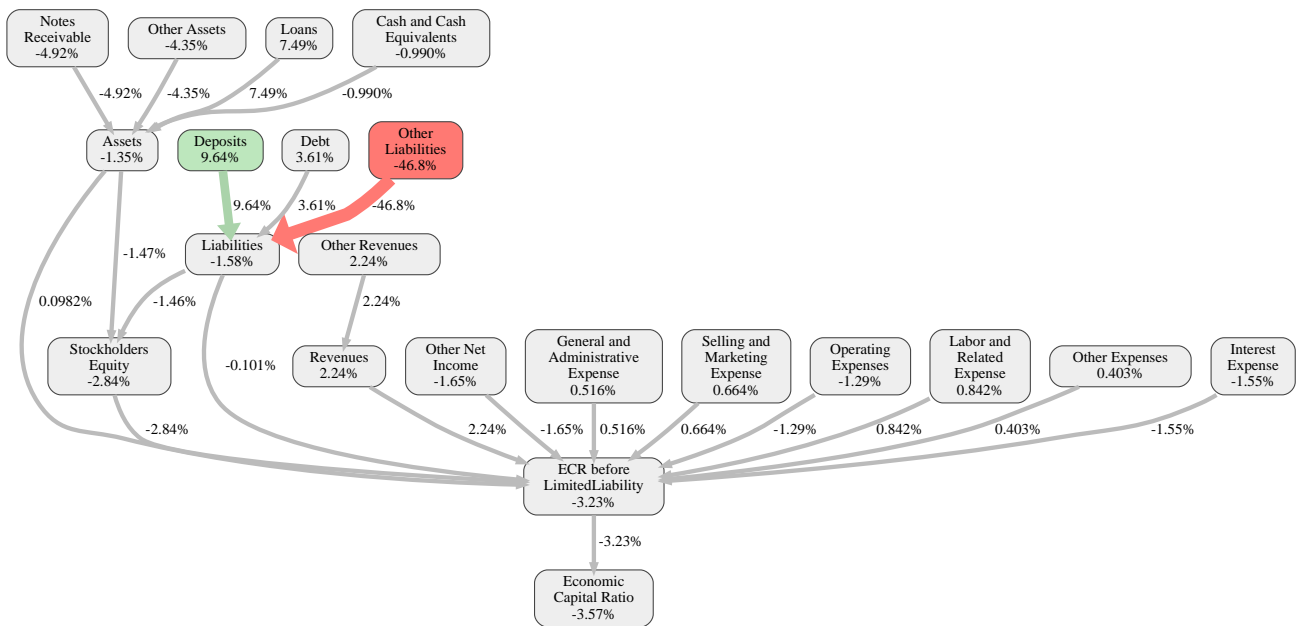 Notes
Receivable
-4.92%
Other Assets
-4.35%
Loans
7.49%
Cash and Cash
Equivalents
-0.990%
-4.92%
-4.35%
7.49%
-0.990%
Assets
-1.35%
Deposits
9.64%
Debt
3.61%
Other
Liabilities
-46.8%
9.64%
3.61%
-46.8%
Liabilities
-1.58%
Other Revenues
2.24%
-1.47%
0.0982%
-1.46%
2.24%
Stockholders
Equity
-2.84%
-0.101%
Revenues
2.24%
Other Net
Income
-1.65%
General and
Administrative
Expense
0.516%
Selling and
Marketing
Expense
0.664%
Operating
Expenses
-1.29%
Labor and
Related
Expense
0.842%
Other Expenses
0.403%
Interest
Expense
-1.55%
-2.84%
2.24%
-1.65%
0.516%
0.664%
-1.29%
0.842%
0.403%
-1.55%
ECR before
LimitedLiability
-3.23%
-3.23%
Economic
Capital Ratio
-3.57%